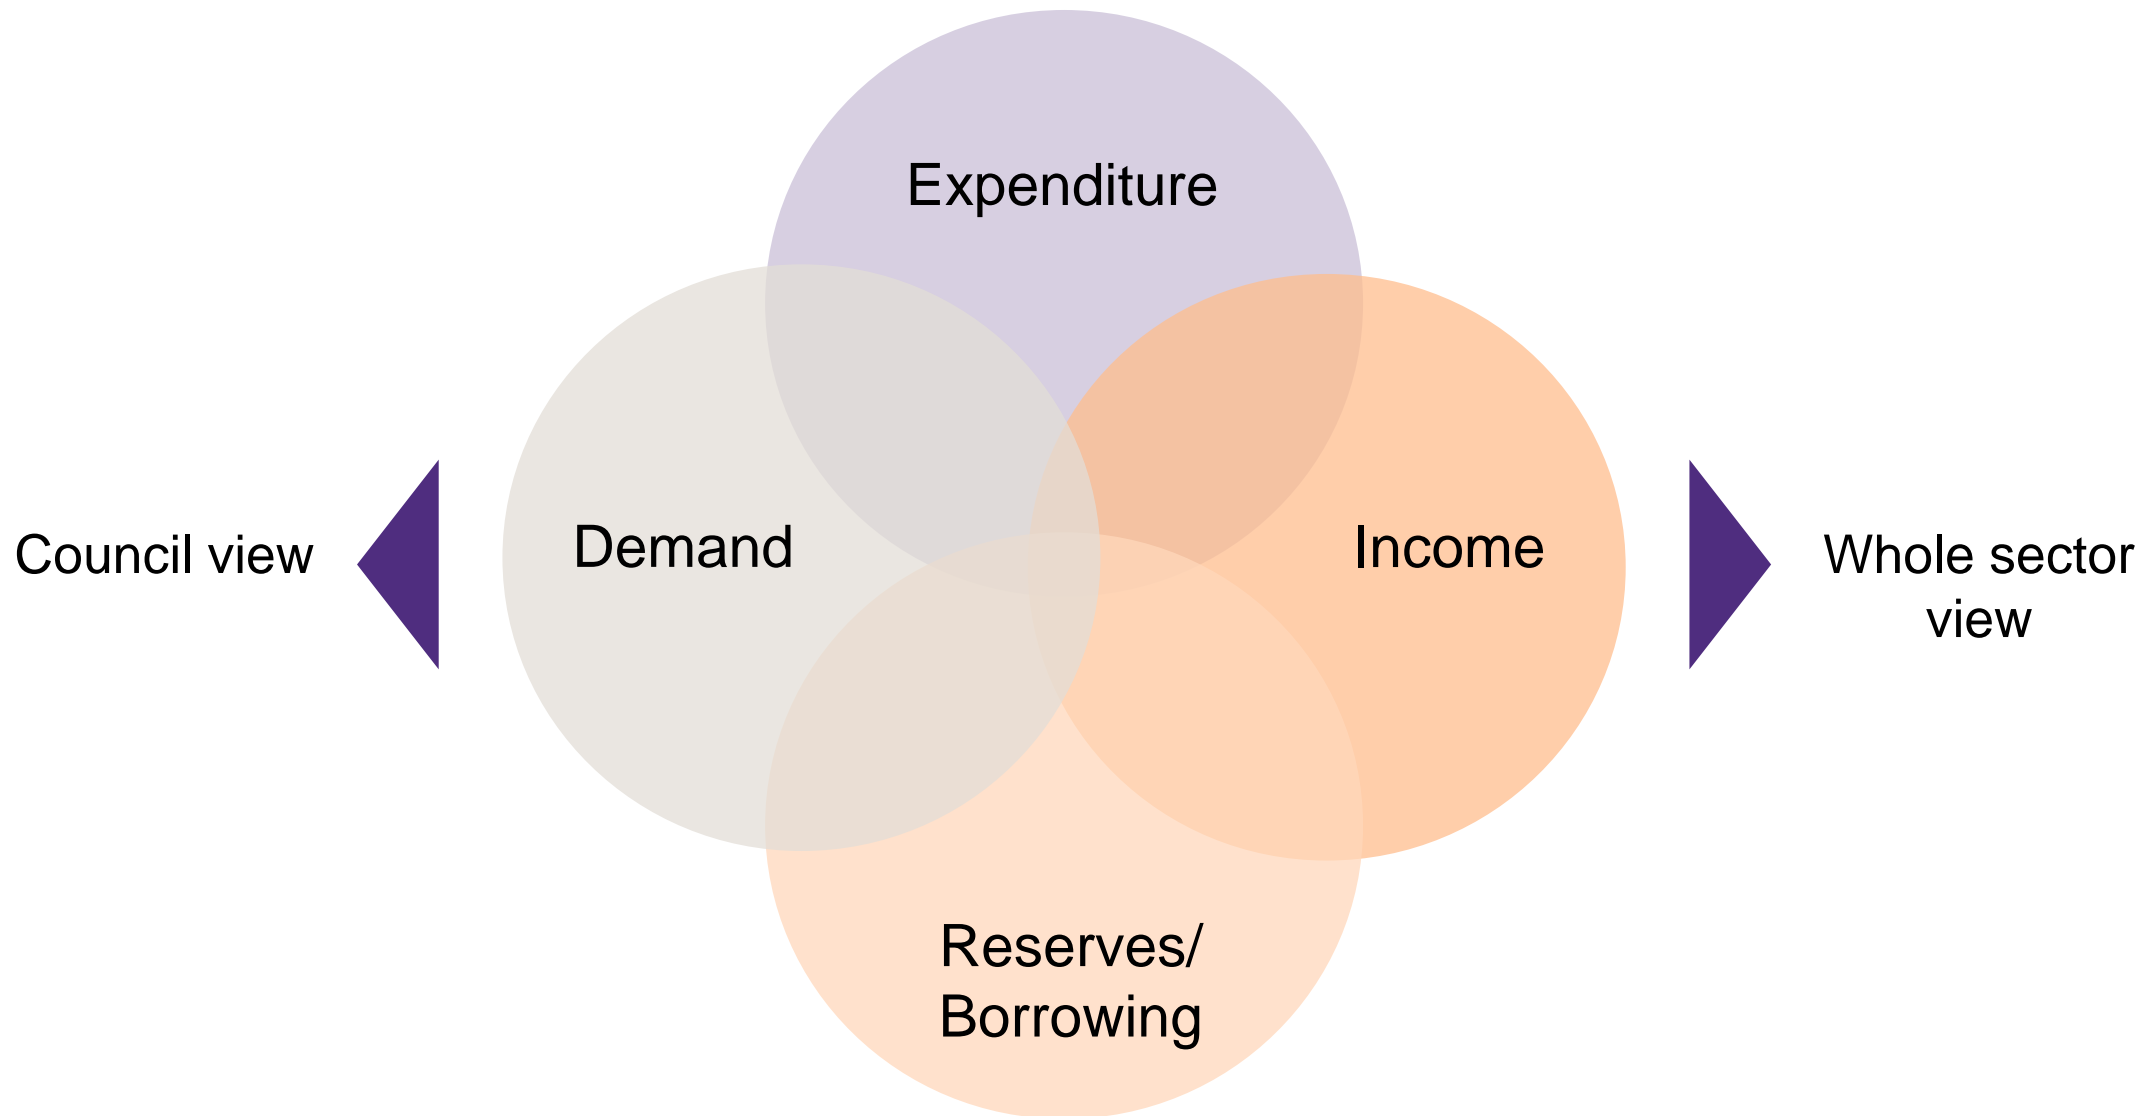 Expenditure
Council view
Demand
Income
Whole sector
view
Reserves/
Borrowing